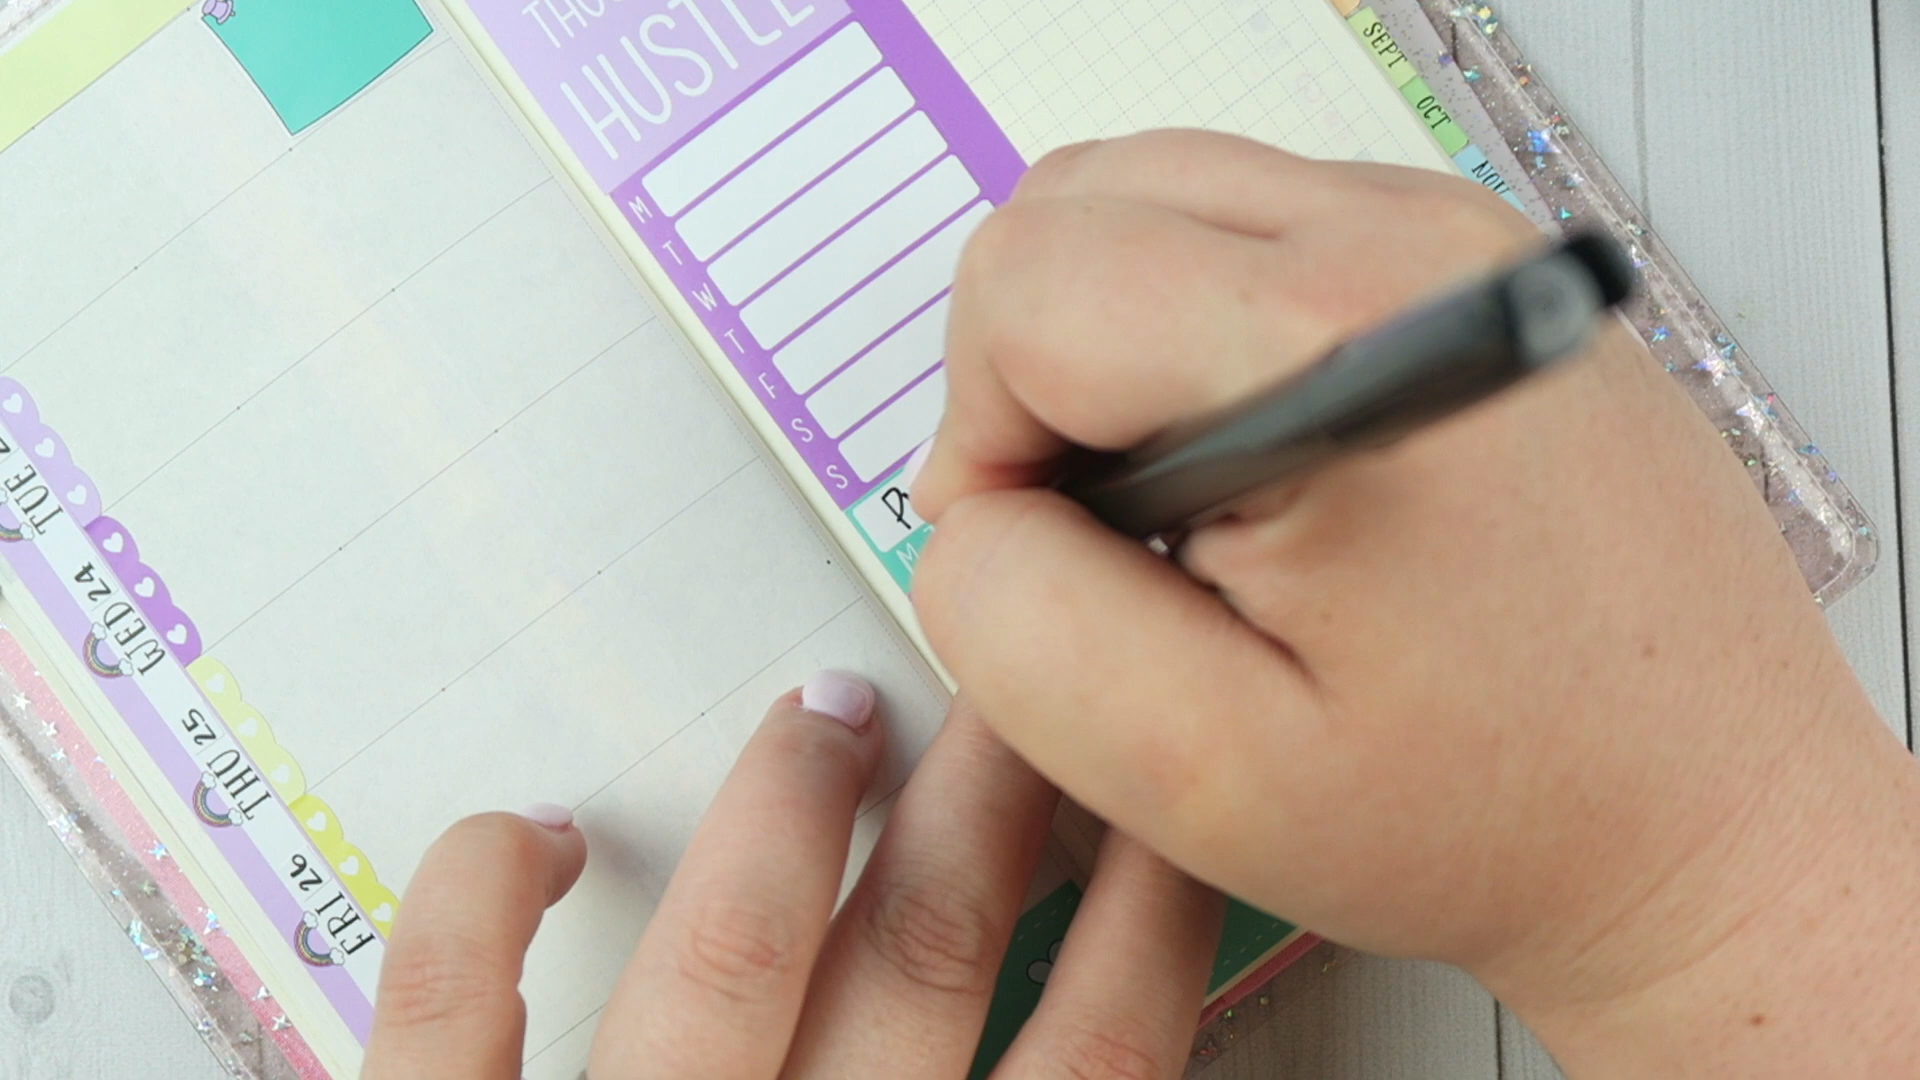 HUSTLE
M
T
W
T
F
S
S
M
SEPT
OCT
NOV
TUE
WED 24
THU 25
FRI 26